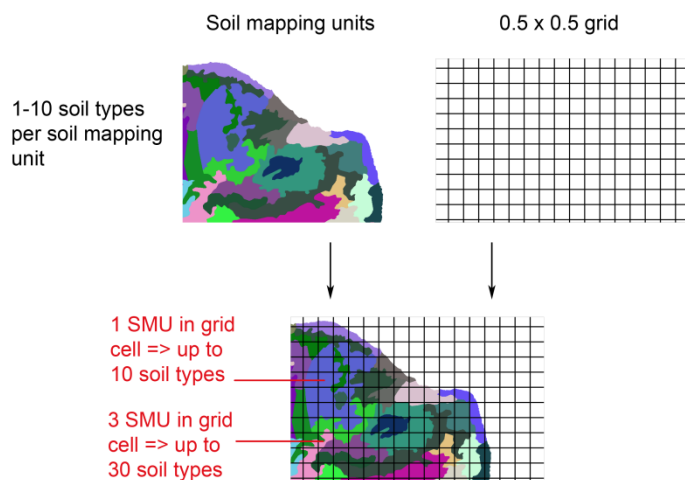 Soil mapping units
0.5 x 0.5 grid
1-10 soil types
per soil mapping
unit
1 SMU in grid
cell => up to
10 soil types
3 SMU in grid
cell => up to
30 soil types